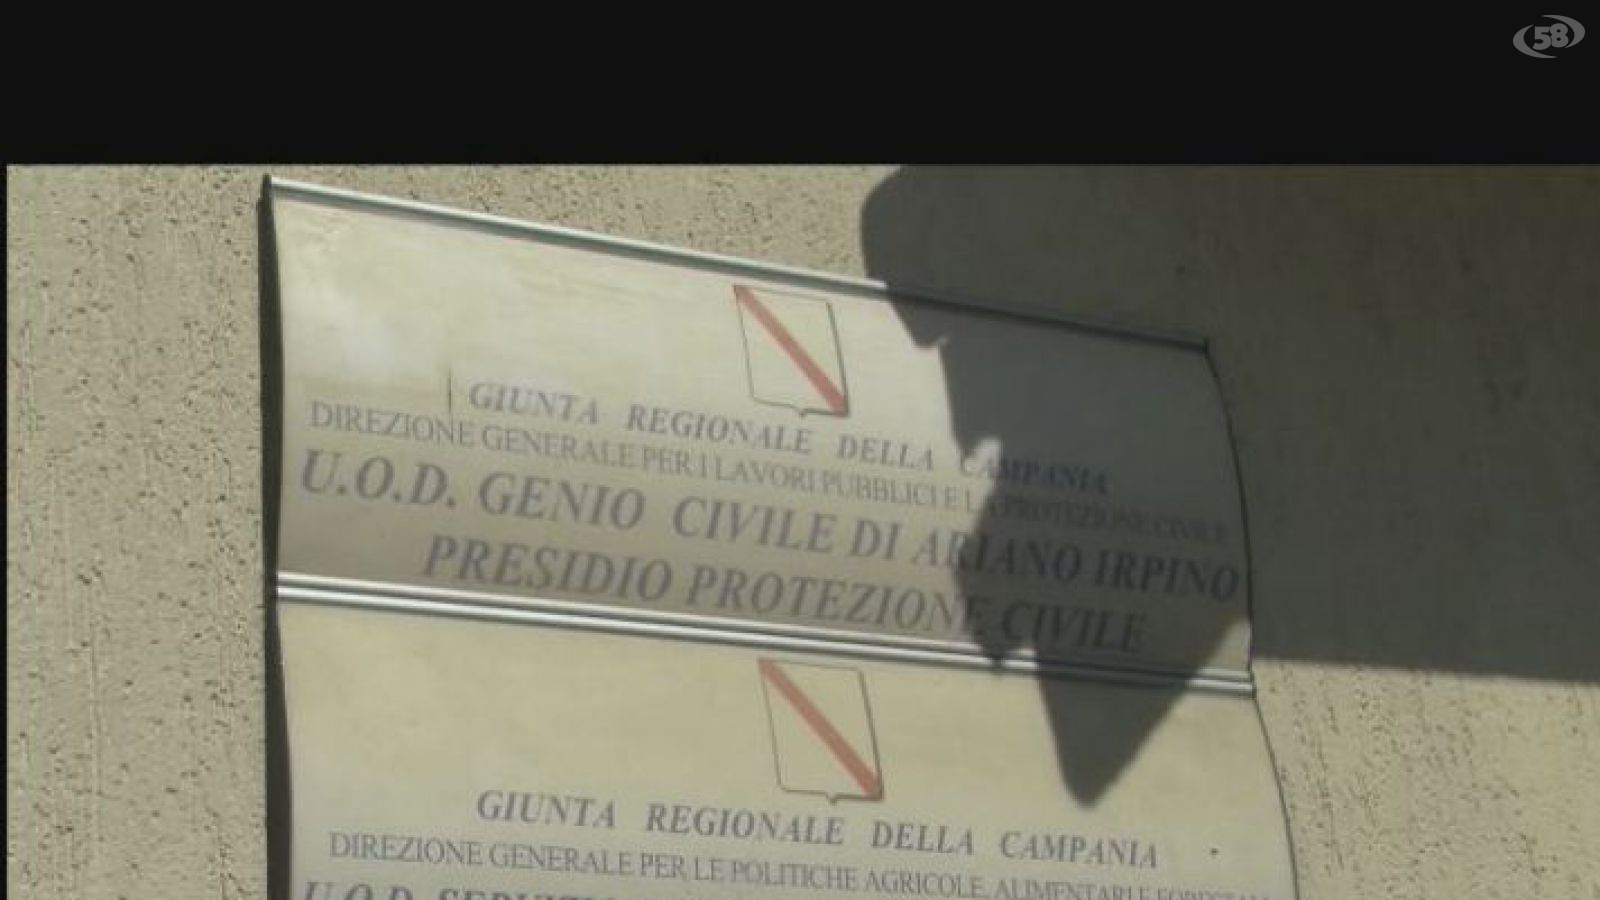 58
GIUNTA REGIONALE DELLA CAMPANIA
DIREZIONE GENERALE PER I LAVORI PUBBLICI E LA PROTEZIONE CIVILE
U.O.D. GENIO CIVILE DI ARIANO IRPINO
PRESIDIO PROTEZIONE CIVILE
GIUNTA REGIONALE DELLA CAMPANIA
DIREZIONE GENERALE PER LE POLITICHE AGRICOLE, ALIMENTARI E FORESTALI
U.O.D.